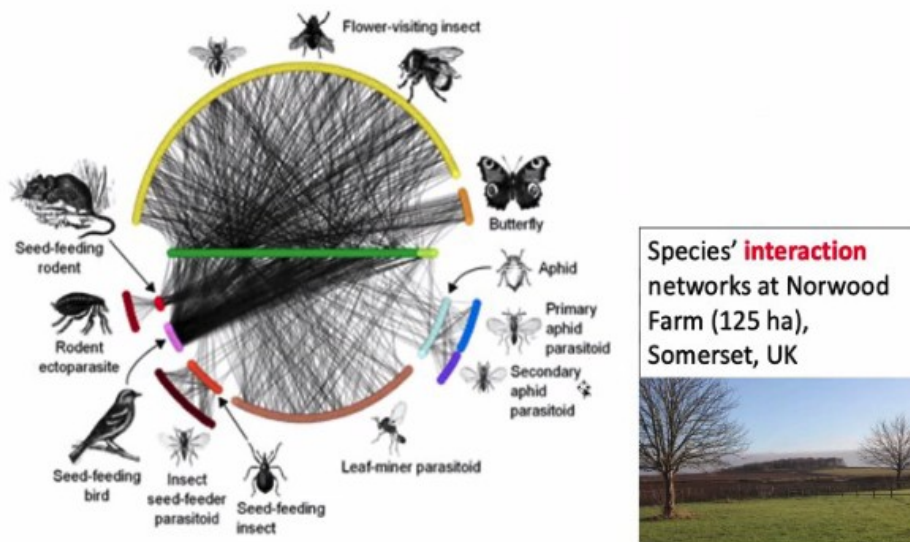 Flower-visiting insect
Butterfly
Seed-feeding
rodent
Aphid
Rodent
ectoparasite
Primary
aphid
parasitoid
Secondary
aphid
parasitoid
Leaf-miner parasitoid
Seed-feeding
bird
Insect
seed-feeder
parasitoid
Seed-feeding
insect
Species' interaction
networks at Norwood
Farm (125 ha),
Somerset, UK